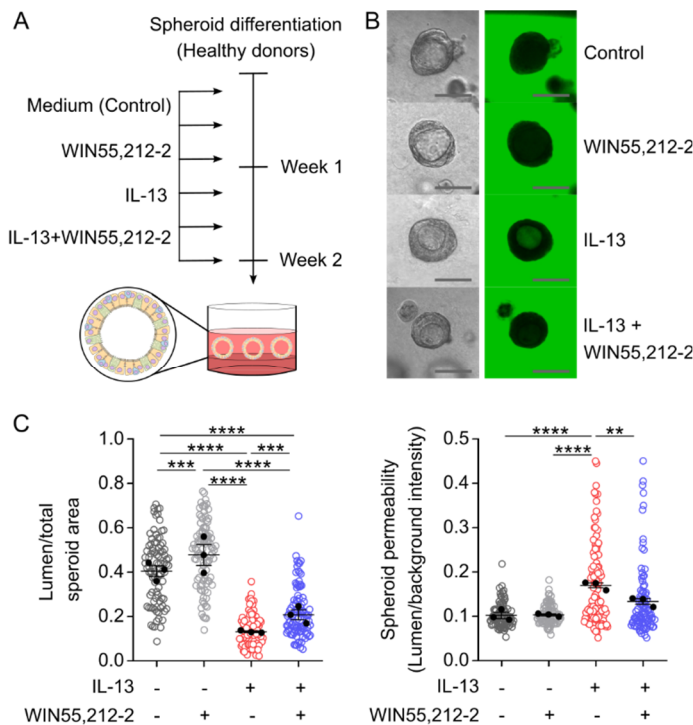 A
Spheroid differentiation
(Healthy donors)
Medium (Control)
WIN55,212-2
Week 1
IL-13
IL-13+WIN55,212-2
Week 2
B
Control
WIN55,212-2
IL-13
IL-13 +
WIN55,212-2
C
Lumen/total
speroid area
1.0
0.8
0.6
0.4
0.2
0.0
****
**** ***
*** ****
****
IL-13 - - + +
WIN55,212-2 - + - +
Spheroid permeability
(Lumen/background intensity)
0.5
0.4
0.3
0.2
0.1
0.0
**** **
****
IL-13 - - + +
WIN55,212-2 - + - +